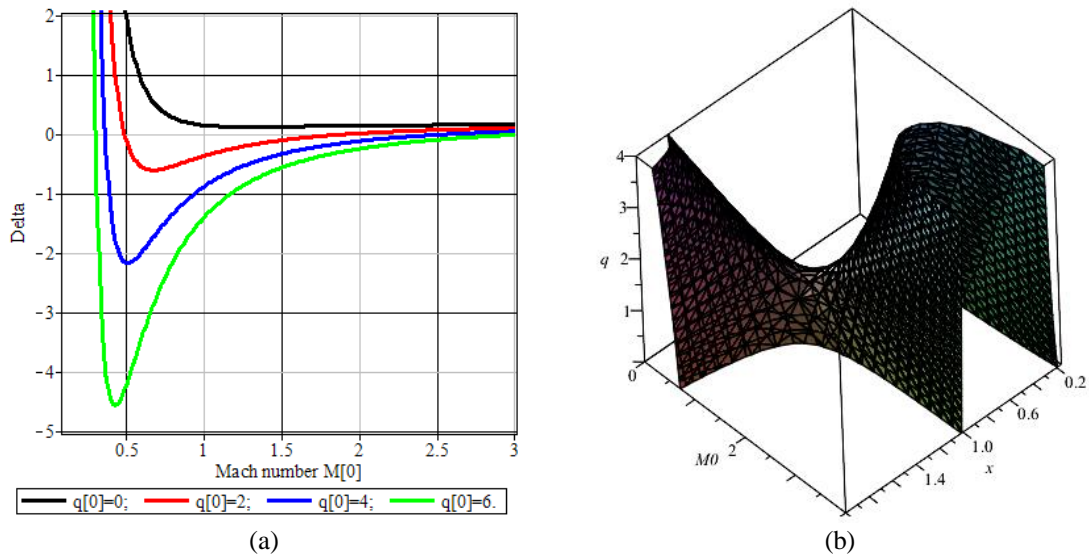 2
1
0
−1
−2
−3
−4
−5
Delta
0.5 1 1.5 2 2.5 3
Mach number M[0]
q[0]=0; q[0]=2; q[0]=4; q[0]=6.
(a)
4
3
q 2
1
0
0
M0 2
1.4
1.0
x
0.6
0.2
(b)